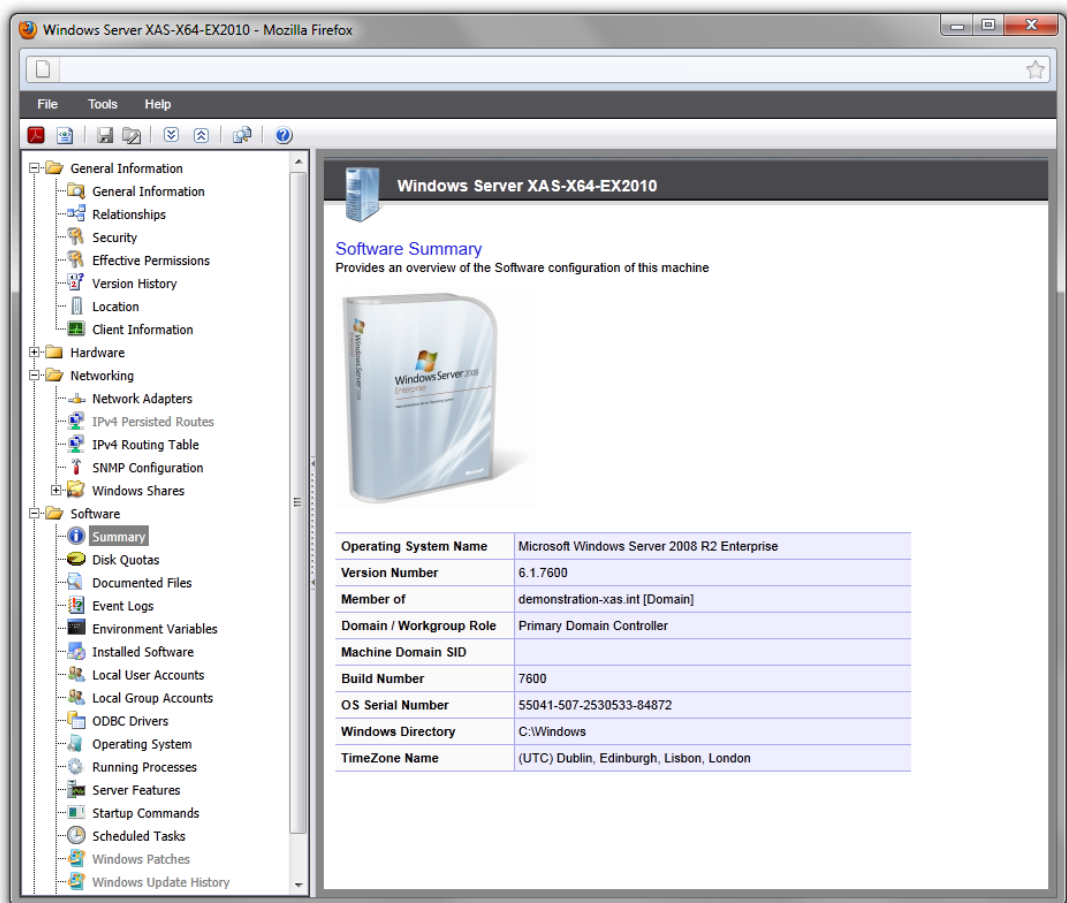 Windows Server XAS-X64-EX2010 - Mozilla Firefox
File Tools Help
General Information
General Information
Relationships
Security
Effective Permissions
Version History
Location
Client Information
Hardware
Networking
Network Adapters
IPv4 Persisted Routes
IPv4 Routing Table
SNMP Configuration
Windows Shares
Software
Summary
Disk Quotas
Documented Files
Event Logs
Environment Variables
Installed Software
Local User Accounts
Local Group Accounts
ODBC Drivers
Operating System
Running Processes
Server Features
Startup Commands
Scheduled Tasks
Windows Patches
Windows Update History
Windows Server XAS-X64-EX2010
Software Summary
Provides an overview of the Software configuration of this machine
Windows Server 2008
Enterprise
Operating System Name Microsoft Windows Server 2008 R2 Enterprise
Version Number 6.1.7600
Member of demonstration-xas.int [Domain]
Domain / Workgroup Role Primary Domain Controller
Machine Domain SID
Build Number 7600
OS Serial Number 55041-507-2530533-84872
Windows Directory C:\Windows
TimeZone Name (UTC) Dublin, Edinburgh, Lisbon, London